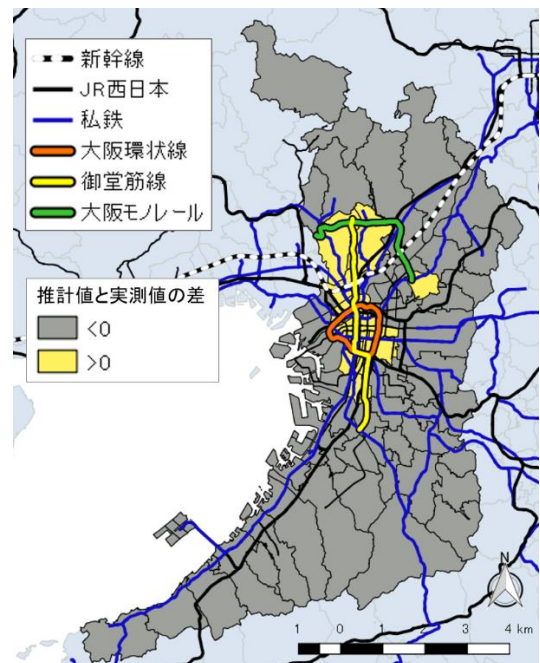 新幹線
JR西日本
私鉄
大阪環状線
御堂筋線
大阪モノレール
推計値と実測値の差
<0
>0
N
1 0 1 2 3 4 km